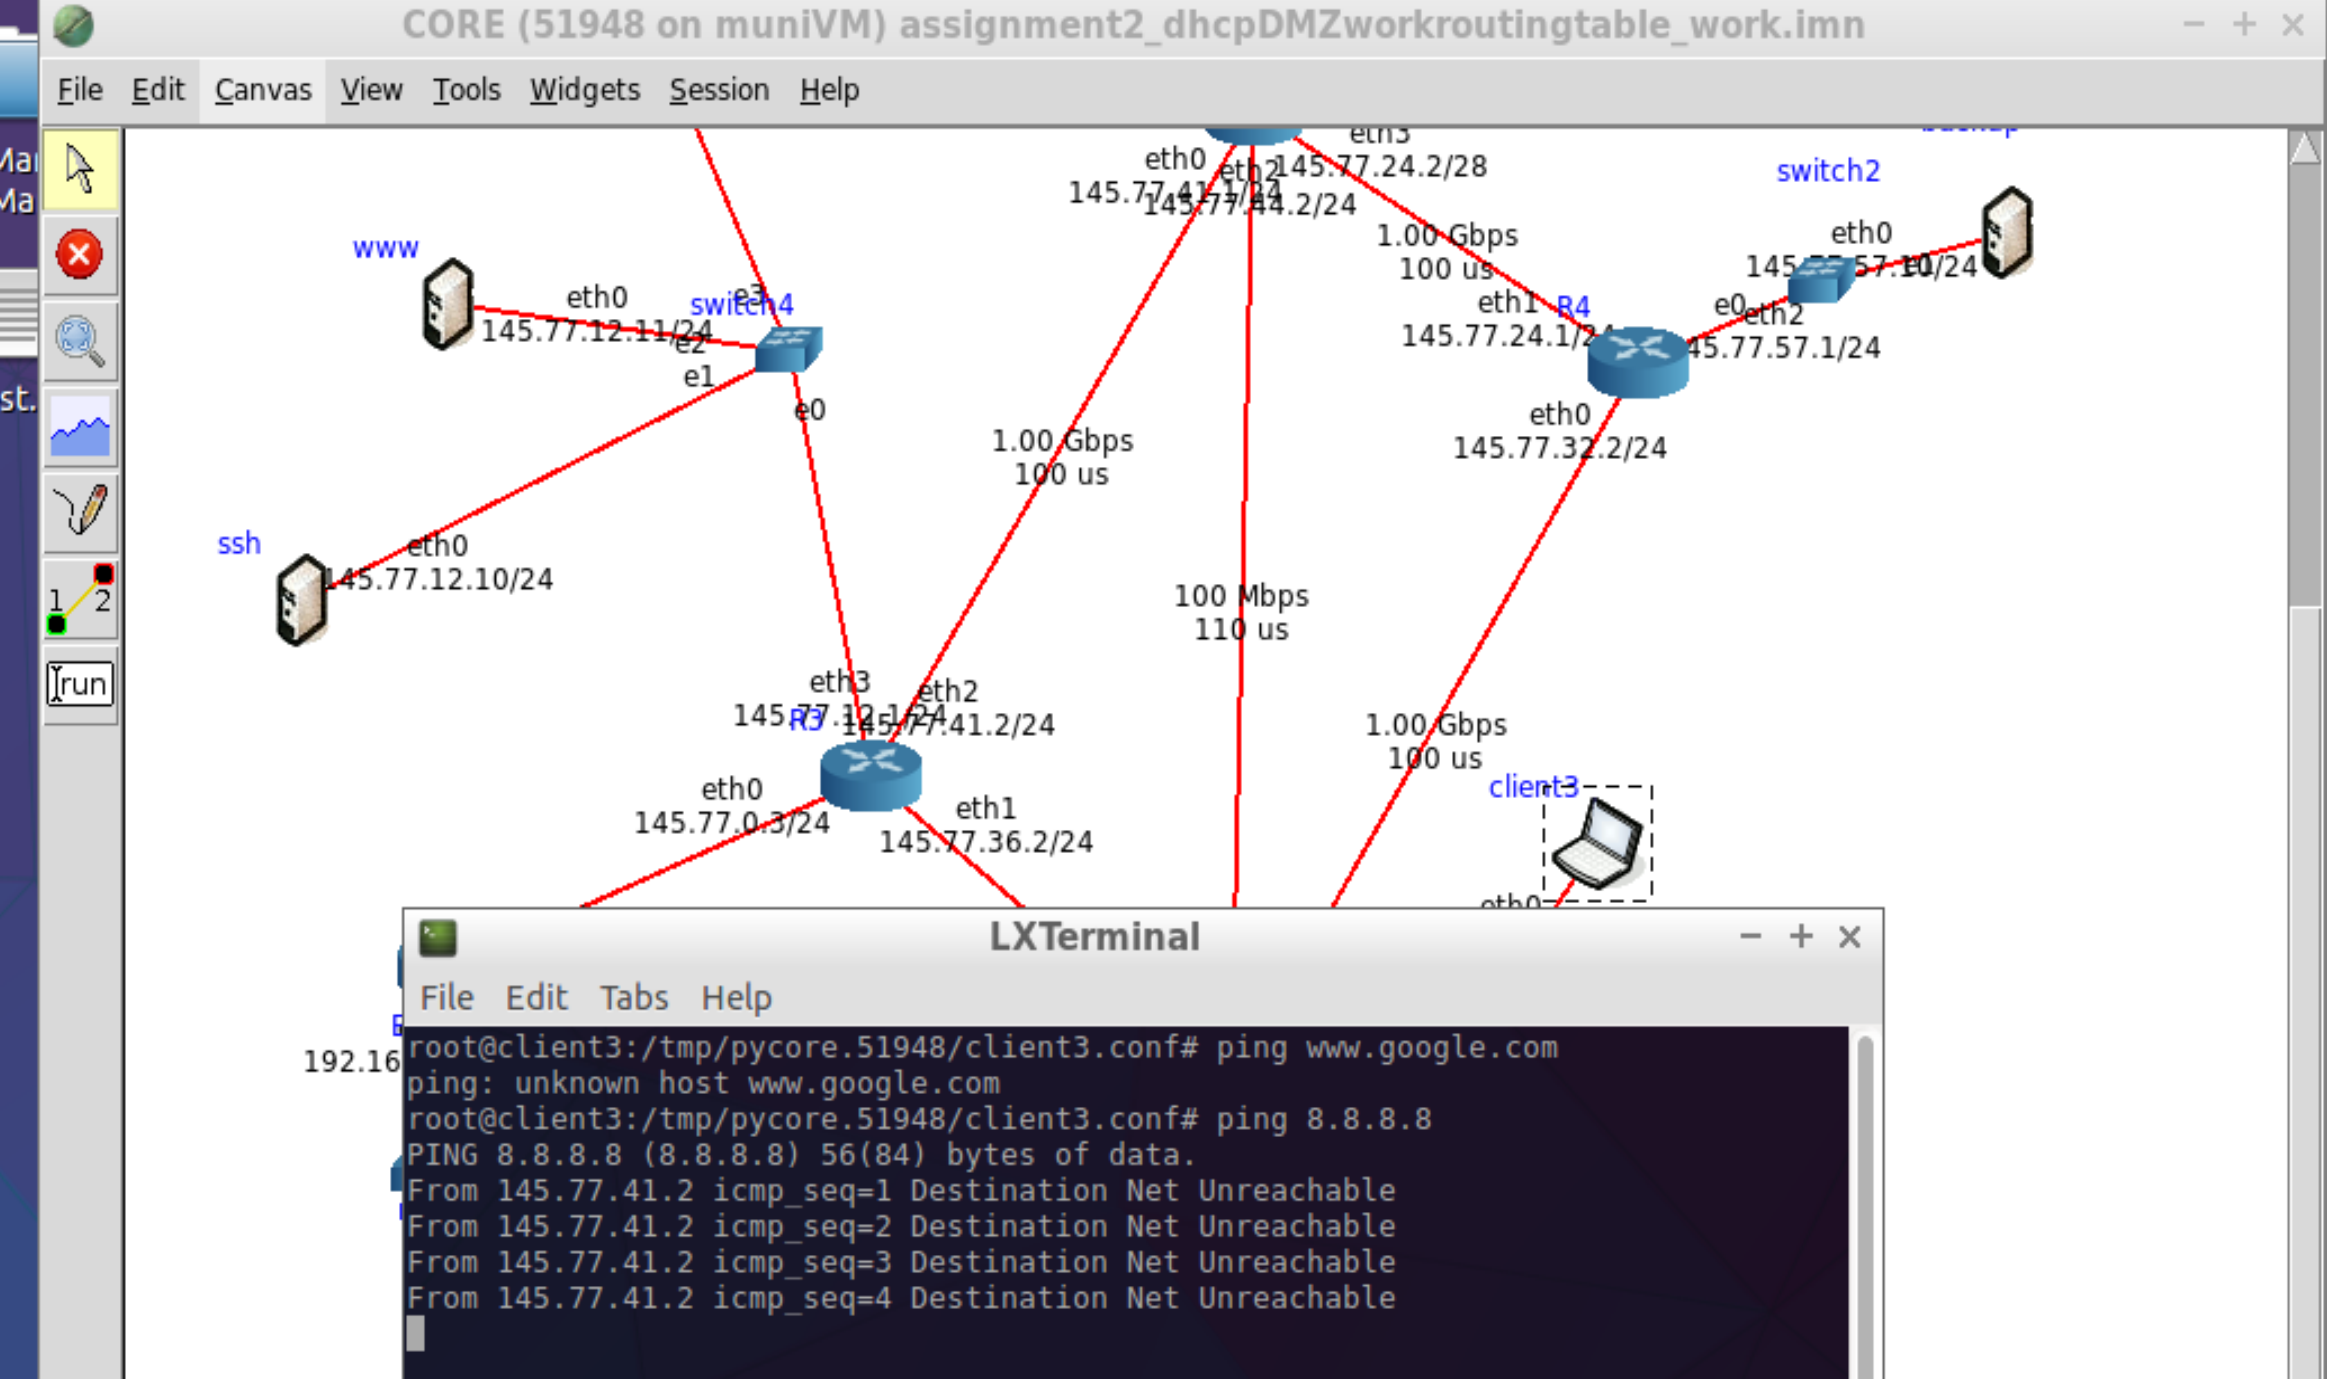 CORE (51948 on muniVM) assignment2_dhcpDMZworkroutingtable_work.imn
File Edit Canvas View Tools Widgets Session Help
Ma
Ma
st.
eth3
145.77.24.2/28
eth0
145.77.41.1/24
eth2
145.77.44.2/24
backup
switch2
eth0
145.77.57.10/24
e0
eth2
45.77.57.1/24
1.00 Gbps
100 us
eth1
R4
145.77.24.1/24
eth0
145.77.32.2/24
www
eth0
145.77.12.11/24
switch4
e3
e2
e1
e0
ssh
eth0
145.77.12.10/24
1.00 Gbps
100 us
100 Mbps
110 us
1.00 Gbps
100 us
eth3
145.77.12.1/24
R3
eth2
145.77.41.2/24
eth0
145.77.0.3/24
eth1
145.77.36.2/24
client3
eth0
1 2
run
192.16
LXTerminal
File Edit Tabs Help
root@client3:/tmp/pycore.51948/client3.conf# ping www.google.com
ping: unknown host www.google.com
root@client3:/tmp/pycore.51948/client3.conf# ping 8.8.8.8
PING 8.8.8.8 (8.8.8.8) 56(84) bytes of data.
From 145.77.41.2 icmp_seq=1 Destination Net Unreachable
From 145.77.41.2 icmp_seq=2 Destination Net Unreachable
From 145.77.41.2 icmp_seq=3 Destination Net Unreachable
From 145.77.41.2 icmp_seq=4 Destination Net Unreachable